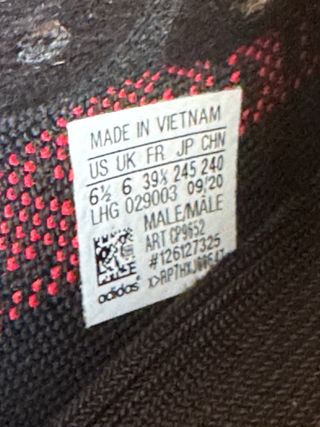 MADE IN VIETNAM
US UK FR JP CHN
6½ 6 39⅓ 245 240
LHG 029003 09/20
MALE/MÂLE
ART CP9652
#126127325
adidas